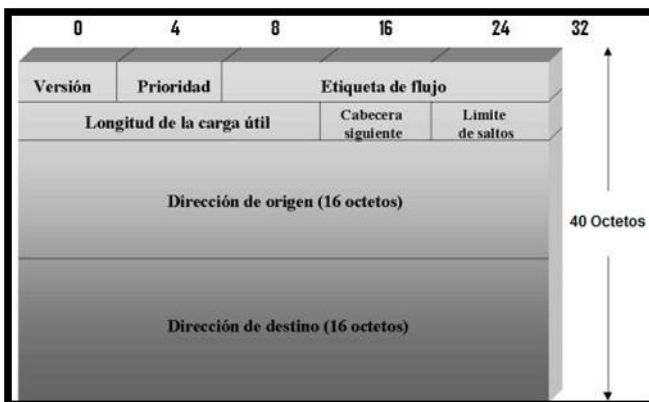 0 4 8 16 24 32
Versión Prioridad Etiqueta de flujo
Longitud de la carga útil Cabecera siguiente Limite de saltos
Dirección de origen (16 octetos)
40 Octetos
Dirección de destino (16 octetos)